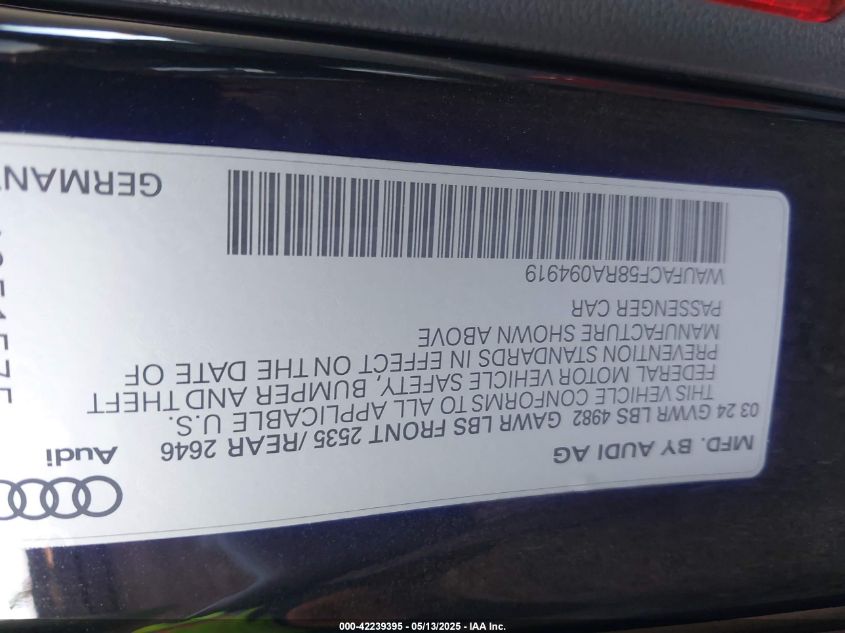 Audi
MFD. BY AUDI AG
03 24 GVWR LBS 4982 GAWR LBS FRONT 2535 /REAR 2646
THIS VEHICLE CONFORMS TO ALL APPLICABLE U.S.
FEDERAL MOTOR VEHICLE SAFETY, BUMPER AND THEFT
PREVENTION STANDARDS IN EFFECT ON THE DATE OF
MANUFACTURE SHOWN ABOVE
PASSENGER CAR
WAUFACF58RA094919
GERMANY
000-42239395 - 05/13/2025 - IAA Inc.